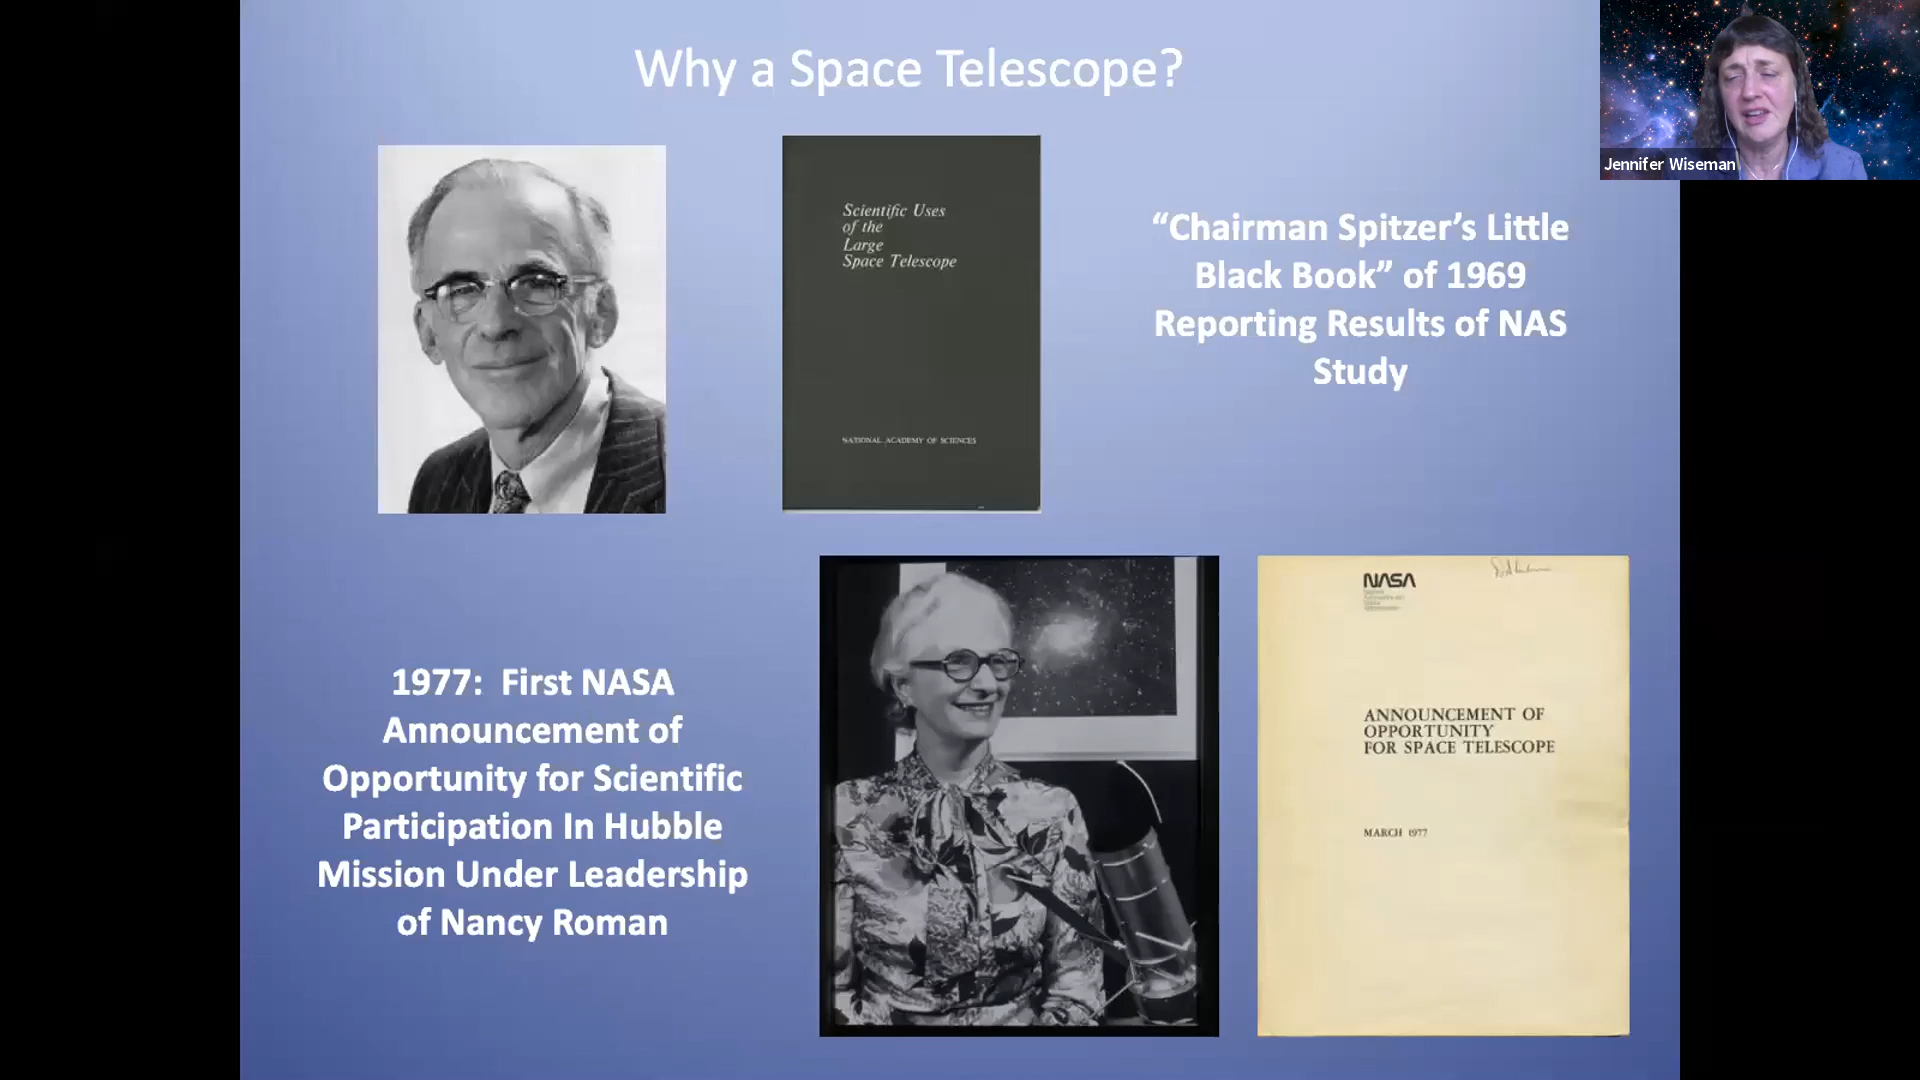 Why a Space Telescope?
Jennifer Wiseman
Scientific Uses
of the
Large
Space Telescope
NATIONAL ACADEMY OF SCIENCES
“Chairman Spitzer’s Little
Black Book” of 1969
Reporting Results of NAS
Study
1977:  First NASA
Announcement of
Opportunity for Scientific
Participation In Hubble
Mission Under Leadership
of Nancy Roman
NASA
ANNOUNCEMENT OF
OPPORTUNITY
FOR SPACE TELESCOPE
MARCH 1977